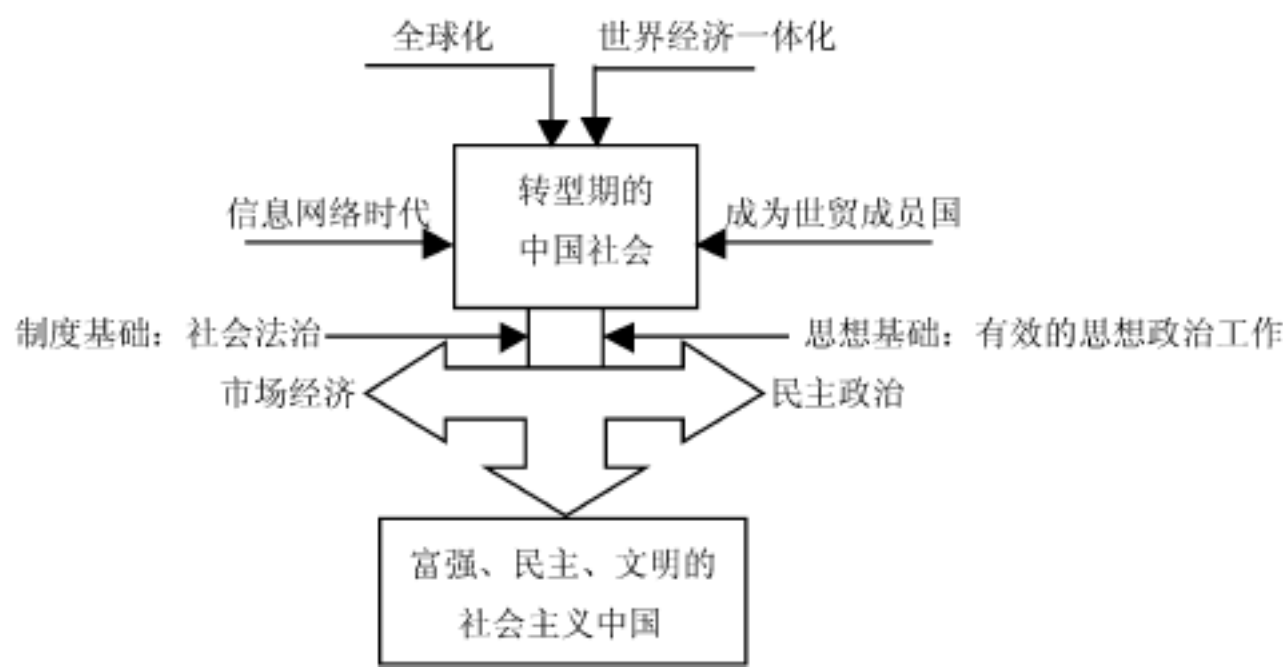 全球化
世界经济一体化
转型期的
中国社会
信息网络时代
成为世贸成员国
制度基础：社会法治
思想基础：有效的思想政治工作
市场经济
民主政治
富强、民主、文明的
社会主义中国